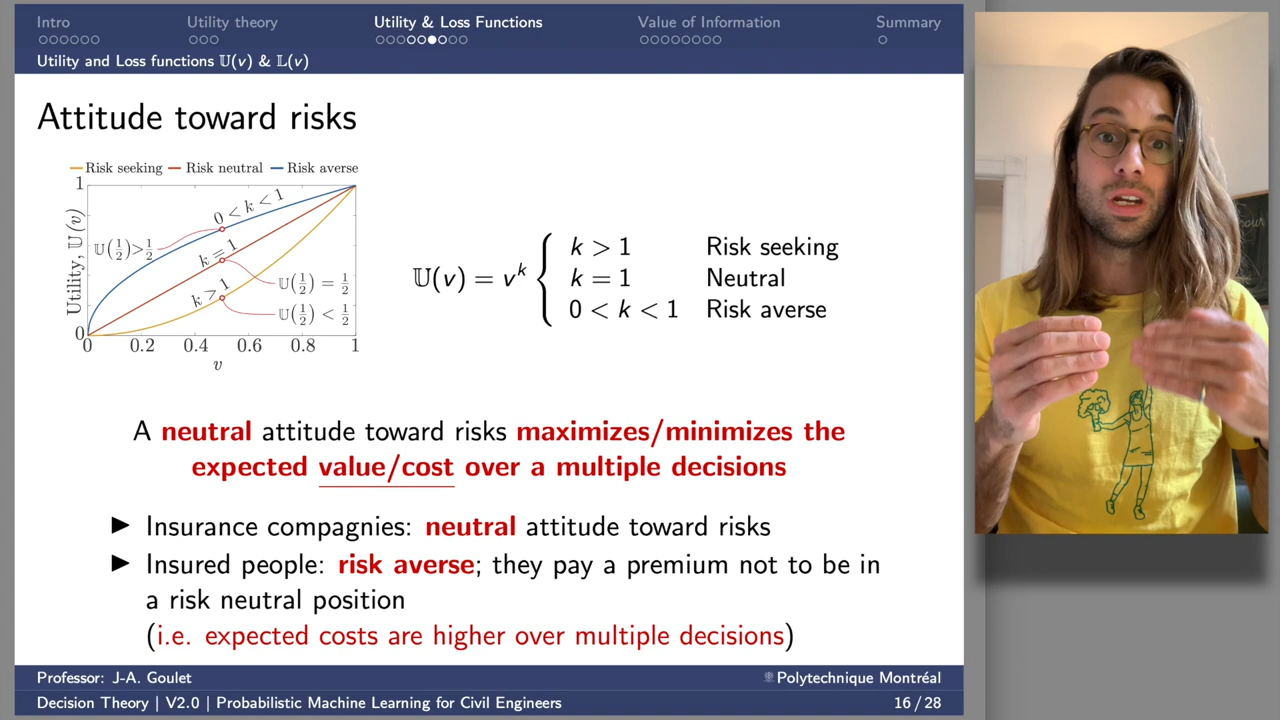 Intro Utility theory Utility & Loss Functions Value of Information Summary
Utility and Loss functions 𝕌(v) & 𝕃(v)
Attitude toward risks
Risk seeking Risk neutral Risk averse
1
0 < k < 1
𝕌(1/2)>1/2
k = 1
k > 1
𝕌(1/2) = 1/2
𝕌(1/2) < 1/2
Utility, 𝕌(v)
0
0 0.2 0.4 0.6 0.8 1
v
𝕌(v) = v^k { k > 1 Risk seeking
k = 1 Neutral
0 < k < 1 Risk averse
A neutral attitude toward risks maximizes/minimizes the
expected value/cost over a multiple decisions
▶ Insurance compagnies: neutral attitude toward risks
▶ Insured people: risk averse; they pay a premium not to be in
a risk neutral position
(i.e. expected costs are higher over multiple decisions)
Professor: J-A. Goulet Polytechnique Montréal
Decision Theory | V2.0 | Probabilistic Machine Learning for Civil Engineers 16 / 28